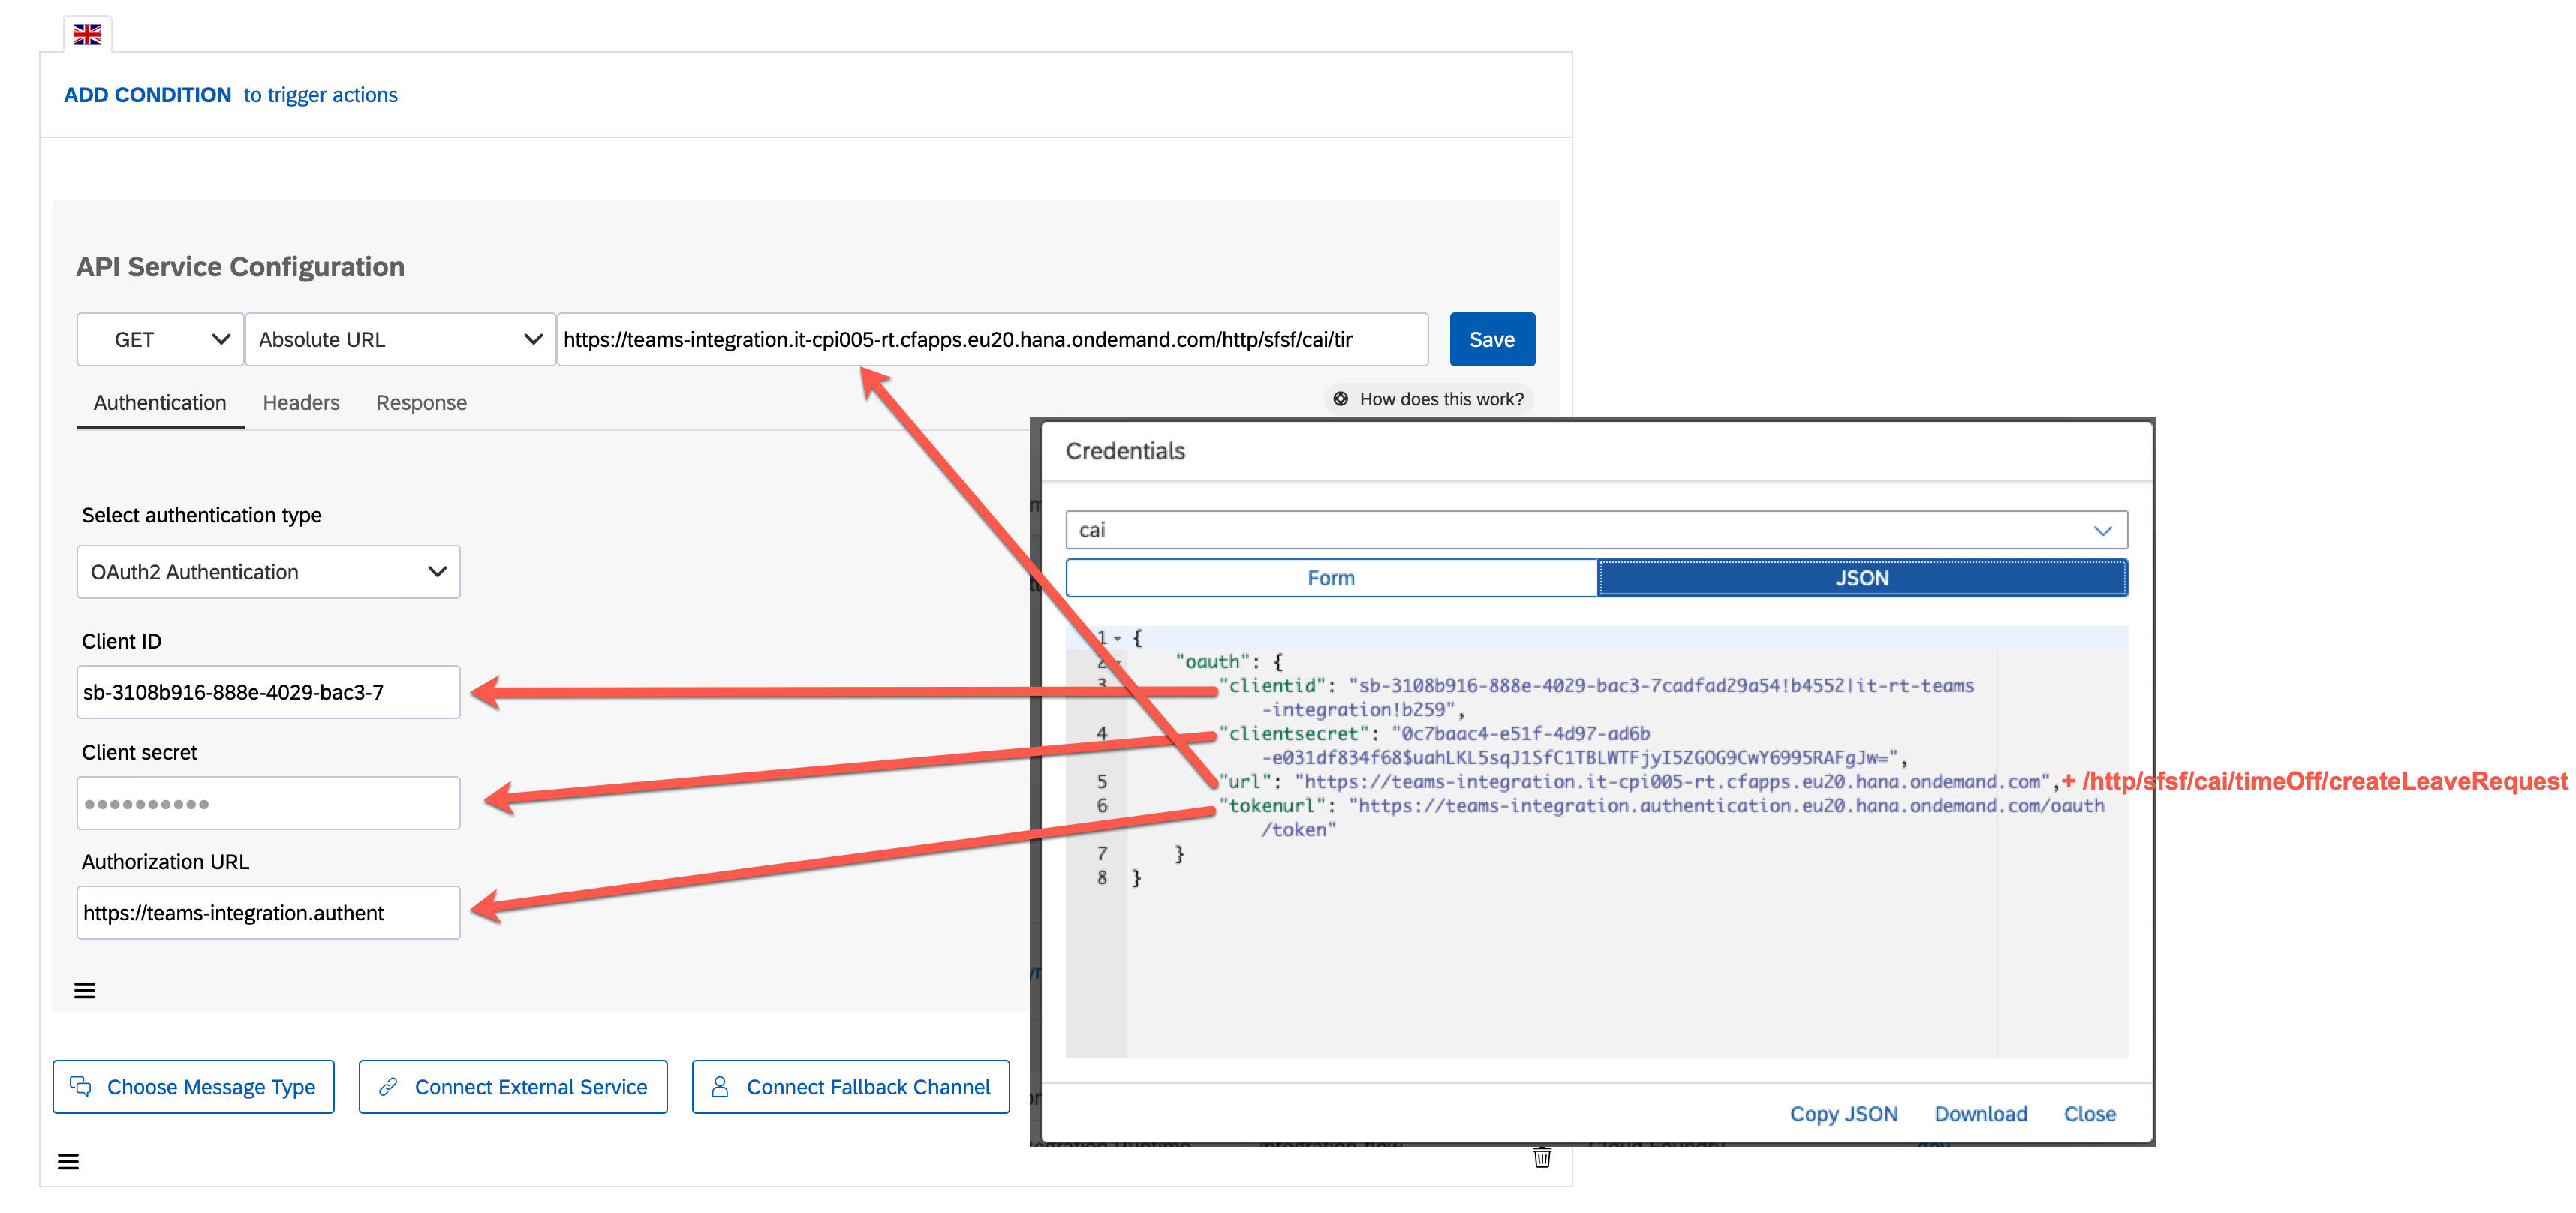 ADD CONDITION to trigger actions
API Service Configuration
GET
Absolute URL
https://teams-integration.it-cpi005-rt.cfapps.eu20.hana.ondemand.com/http/sfsf/cai/tir
Save
Authentication
Headers
Response
How does this work?
Select authentication type
OAuth2 Authentication
Client ID
sb-3108b916-888e-4029-bac3-7
Client secret
Authorization URL
https://teams-integration.authent
Choose Message Type
Connect External Service
Connect Fallback Channel
Credentials
cai
Form
JSON
1 {
2 "oauth": {
3 "clientid": "sb-3108b916-888e-4029-bac3-7cadfad29a54!b4552|it-rt-teams
-integration!b259",
4 "clientsecret": "0c7baac4-e51f-4d97-ad6b
-e031df834f68$uahLKL5sqJ1SfC1TBLWTFjyI5ZGOG9CwY6995RAFgJw=",
5 "url": "https://teams-integration.it-cpi005-rt.cfapps.eu20.hana.ondemand.com", + /http/sfsf/cai/timeOff/createLeaveRequest
6 "tokenurl": "https://teams-integration.authentication.eu20.hana.ondemand.com/oauth
/token"
7 }
8 }
Copy JSON
Download
Close